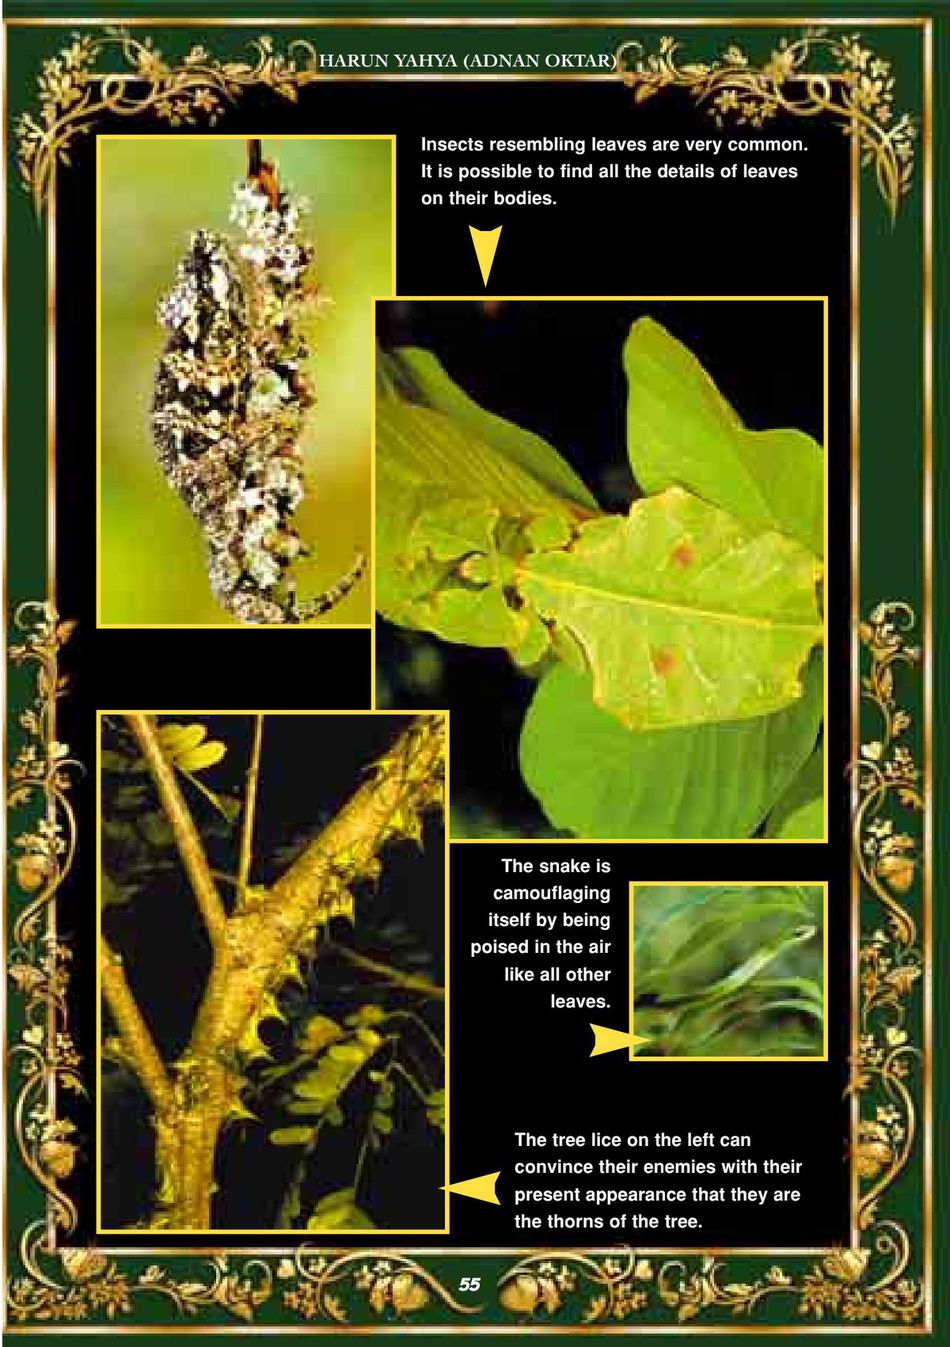 HARUN YAHYA (ADNAN OKTAR)
Insects resembling leaves are very common.
It is possible to find all the details of leaves
on their bodies.
The snake is
camouflaging
itself by being
poised in the air
like all other
leaves.
The tree lice on the left can
convince their enemies with their
present appearance that they are
the thorns of the tree.
55